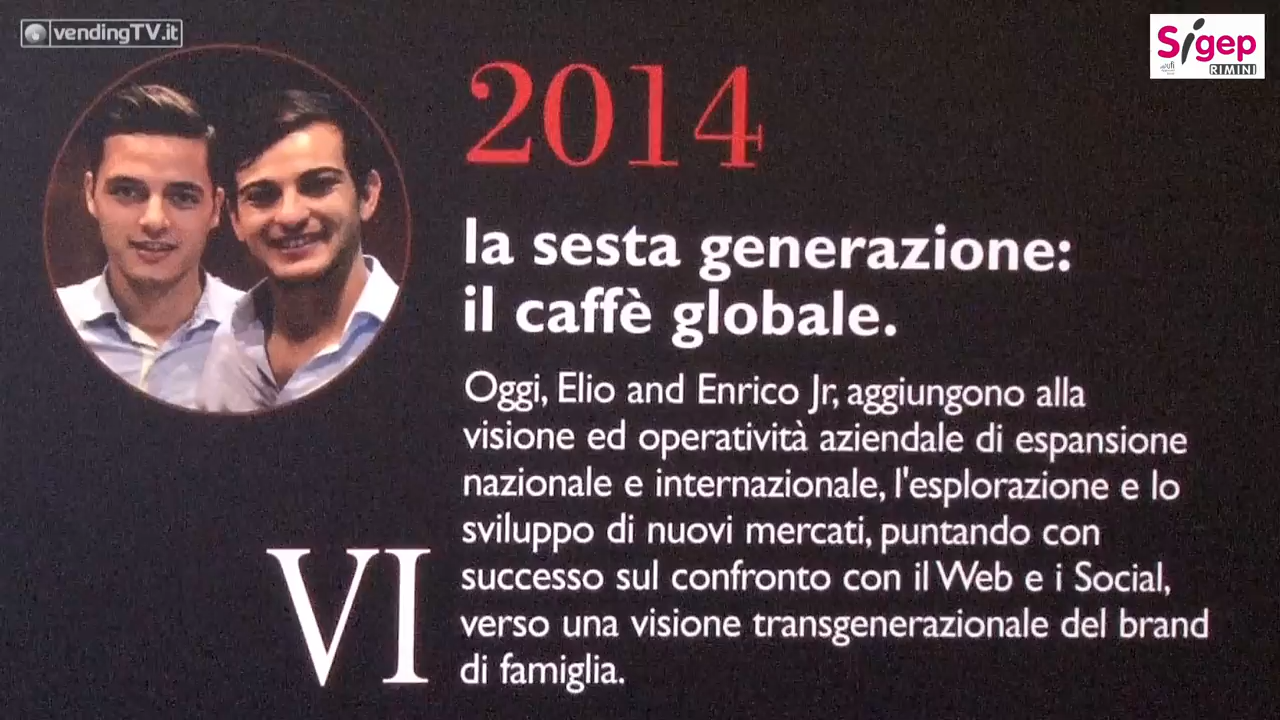 vendingTV.it
Sigep
RIMINI
2014
la sesta generazione:
il caffè globale.
Oggi, Elio and Enrico Jr, aggiungono alla
visione ed operatività aziendale di espansione
nazionale e internazionale, l'esplorazione e lo
sviluppo di nuovi mercati, puntando con
successo sul confronto con il Web e i Social,
verso una visione transgenerazionale del brand
di famiglia.
VI